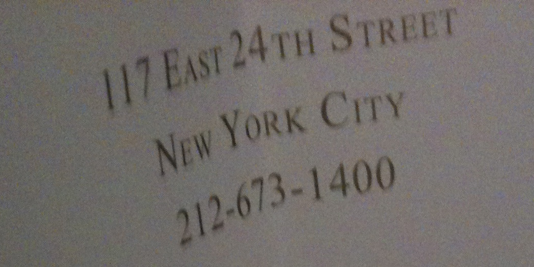 117 East 24th Street
New York City
212-673-1400